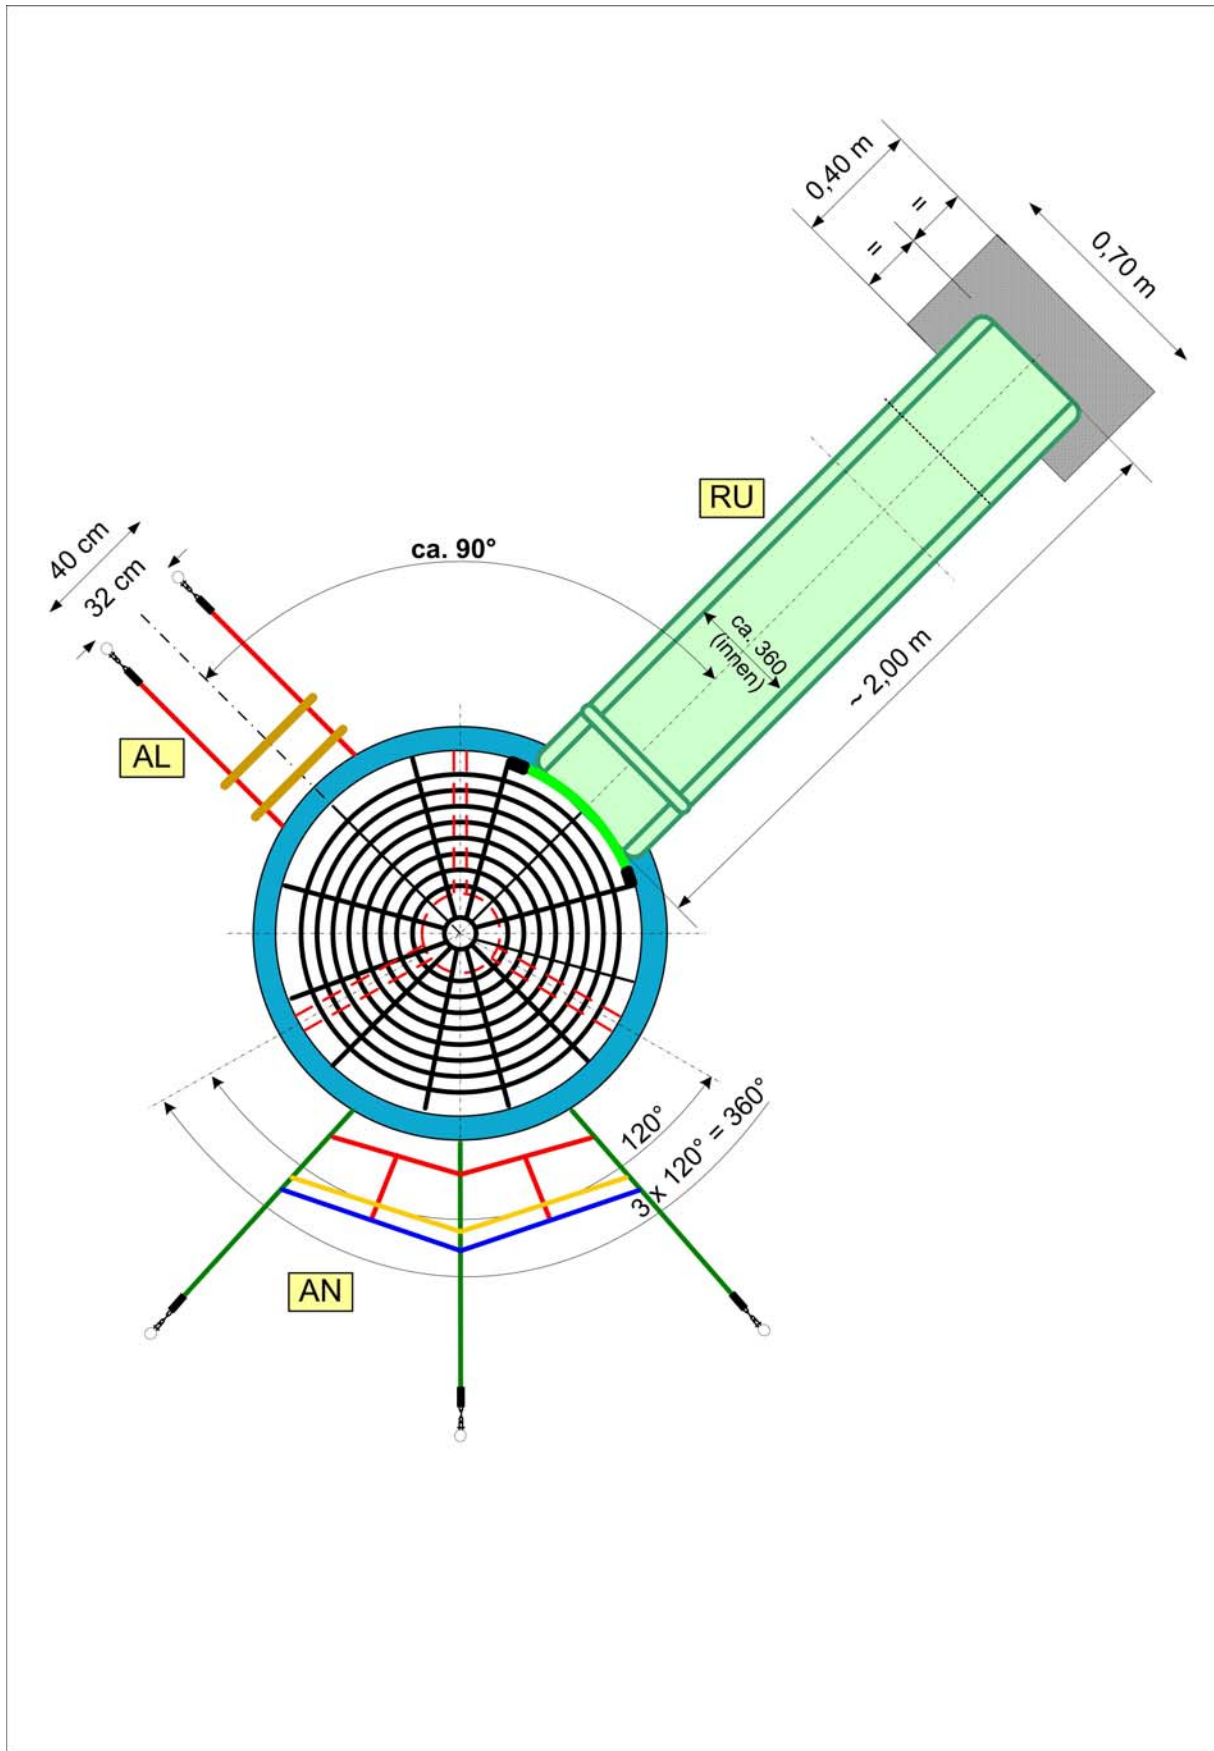 0,40 m
=
=
0,70 m
RU
ca. 90°
40 cm
32 cm
ca. 360
(innen)
~ 2,00 m
AL
120°
3 x 120° = 360°
AN